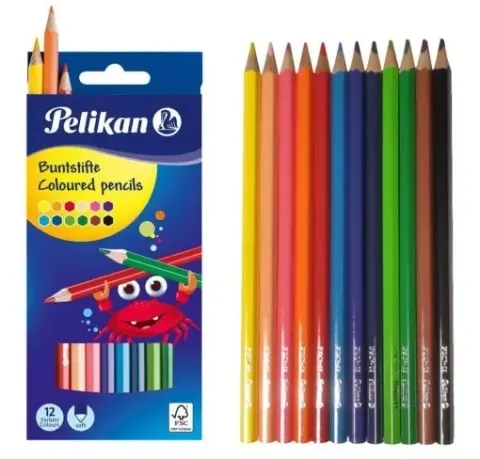 Pelikan
Buntstifte
Coloured pencils
12
Farben
Colours
soft
FSC